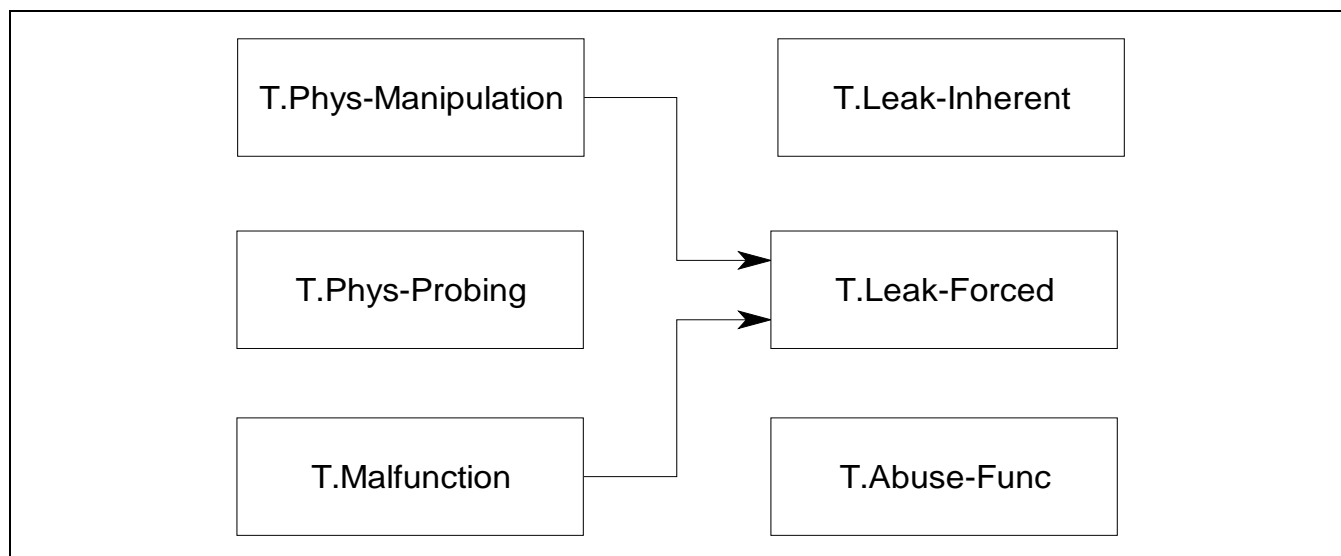 T.Phys-Manipulation
T.Leak-Inherent
T.Phys-Probing
T.Leak-Forced
T.Malfunction
T.Abuse-Func